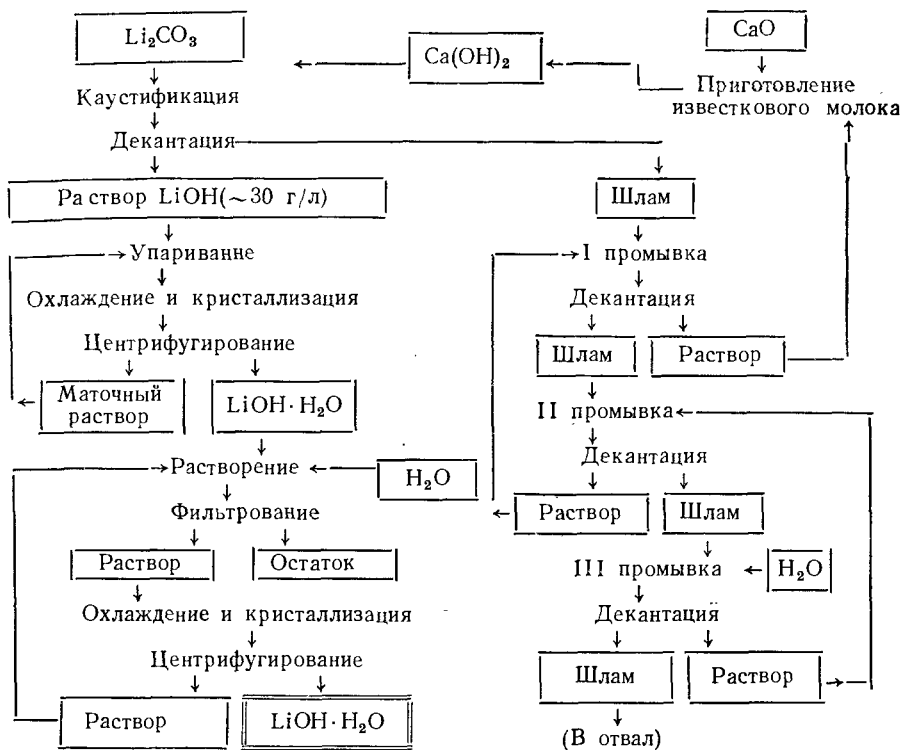 Li₂CO₃
CaO
Ca(OH)₂
Приготовление
известкового молока
Каустификация
Декантация
Раствор LiOH(~30 г/л)
Шлам
Упаривание
I промывка
Охлаждение и кристаллизация
Декантация
Центрифугирование
Шлам
Раствор
Маточный
раствор
LiOH·H₂O
II промывка
Декантация
Растворение
H₂O
Раствор
Шлам
Фильтрование
Раствор
Остаток
III промывка
H₂O
Охлаждение и кристаллизация
Декантация
Центрифугирование
Шлам
Раствор
Раствор
LiOH·H₂O
(В отвал)